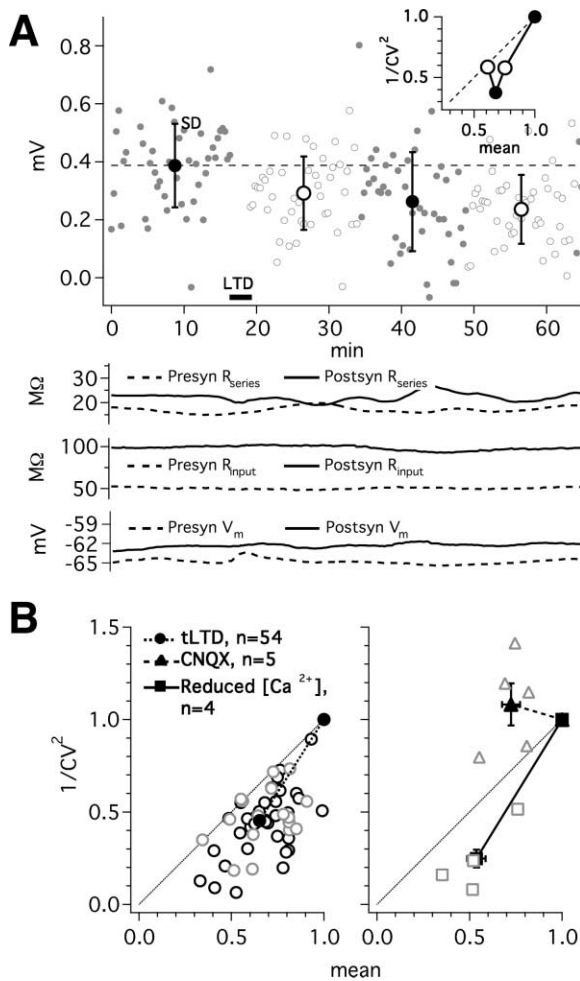 A
0.8
0.6
0.4
0.2
0.0
mV
SD
LTD
0 10 20 30 40 50 60
min
1/CV²
1.0
0.5
0.5 1.0
mean
MΩ
30
20
Presyn R_series Postsyn R_series
MΩ
100
50
Presyn R_input Postsyn R_input
mV
-59
-62
-65
Presyn V_m Postsyn V_m
B
1/CV²
1.5
1.0
0.5
0.0
tLTD, n=54
CNQX, n=5
Reduced [Ca ²⁺],
n=4
0.0 0.5 1.0
0.0 0.5 1.0
mean